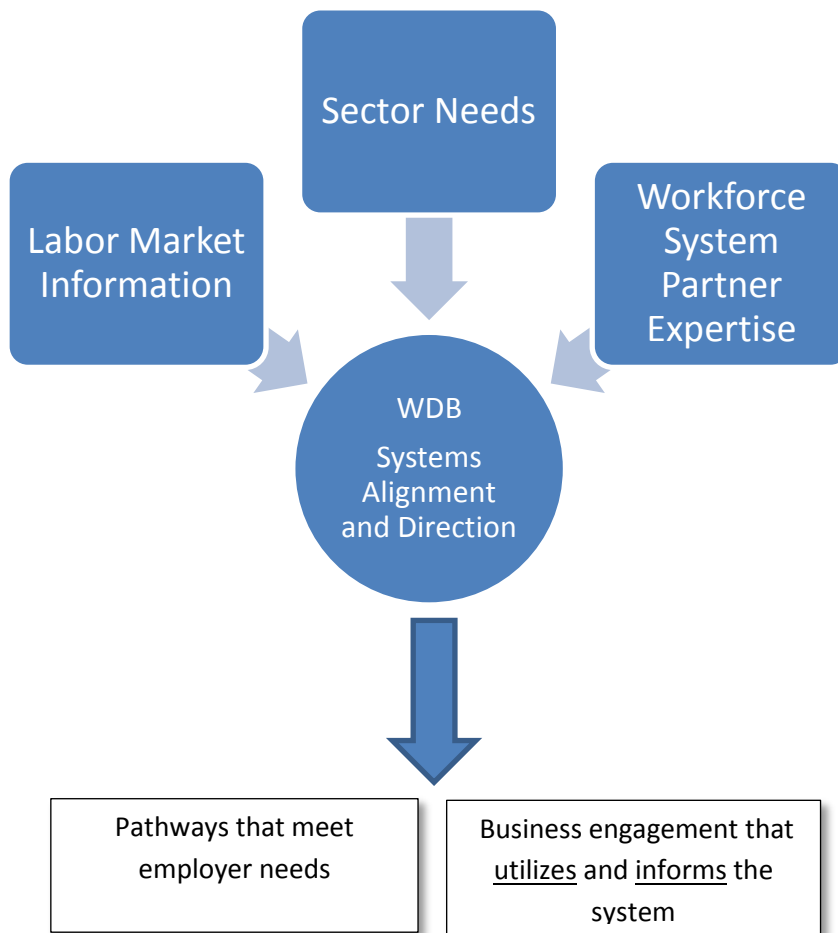 Sector Needs
Labor Market
Information
Workforce
System
Partner
Expertise
WDB
Systems
Alignment
and Direction
Pathways that meet
employer needs
Business engagement that
utilizes and informs the
system